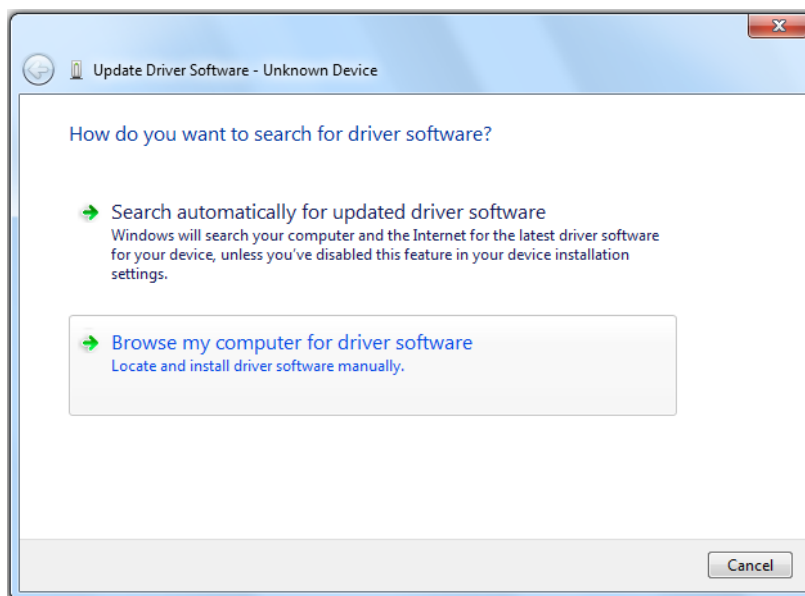 Update Driver Software - Unknown Device
How do you want to search for driver software?
Search automatically for updated driver software
Windows will search your computer and the Internet for the latest driver software
for your device, unless you've disabled this feature in your device installation
settings.
Browse my computer for driver software
Locate and install driver software manually.
Cancel